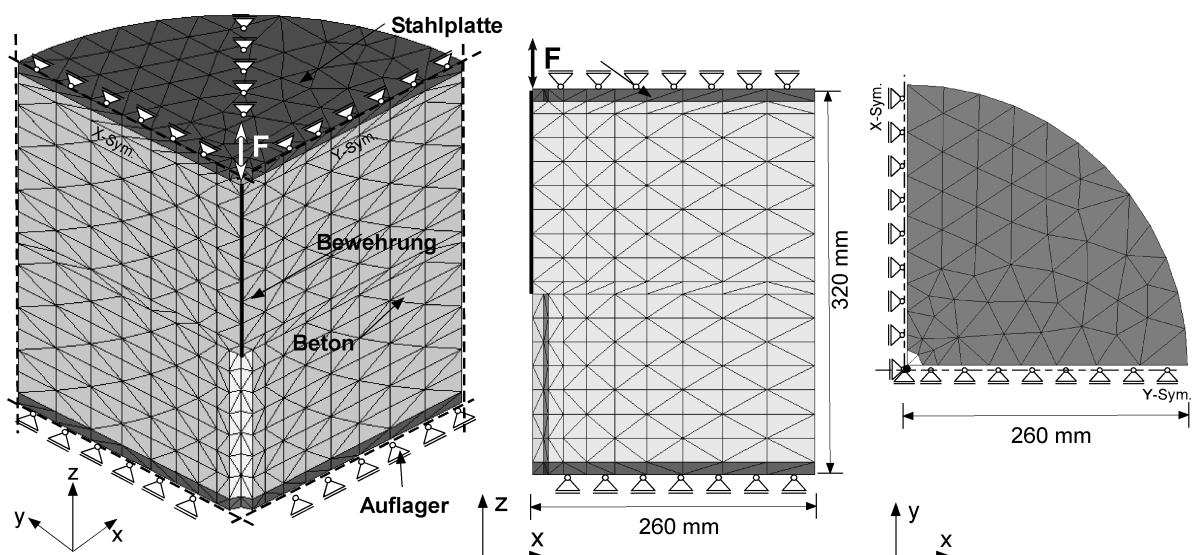 Stahlplatte
F
X-Sym.
Y-Sym.
Bewehrung
Beton
Auflager
z
y
x
F
320 mm
260 mm
z
x
X-Sym.
Y-Sym.
260 mm
y
x